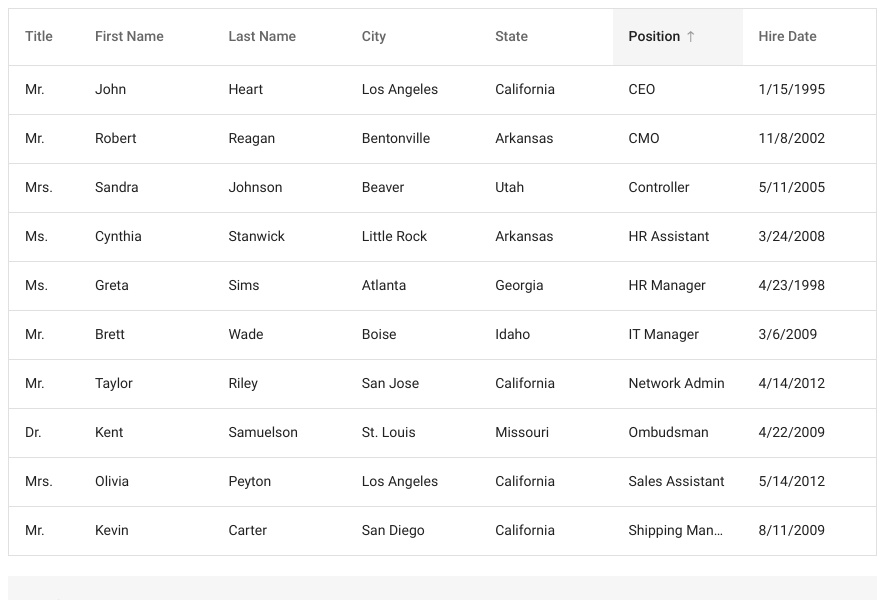 Title First Name Last Name City State Position ↑ Hire Date
Mr. John Heart Los Angeles California CEO 1/15/1995
Mr. Robert Reagan Bentonville Arkansas CMO 11/8/2002
Mrs. Sandra Johnson Beaver Utah Controller 5/11/2005
Ms. Cynthia Stanwick Little Rock Arkansas HR Assistant 3/24/2008
Ms. Greta Sims Atlanta Georgia HR Manager 4/23/1998
Mr. Brett Wade Boise Idaho IT Manager 3/6/2009
Mr. Taylor Riley San Jose California Network Admin 4/14/2012
Dr. Kent Samuelson St. Louis Missouri Ombudsman 4/22/2009
Mrs. Olivia Peyton Los Angeles California Sales Assistant 5/14/2012
Mr. Kevin Carter San Diego California Shipping Man... 8/11/2009